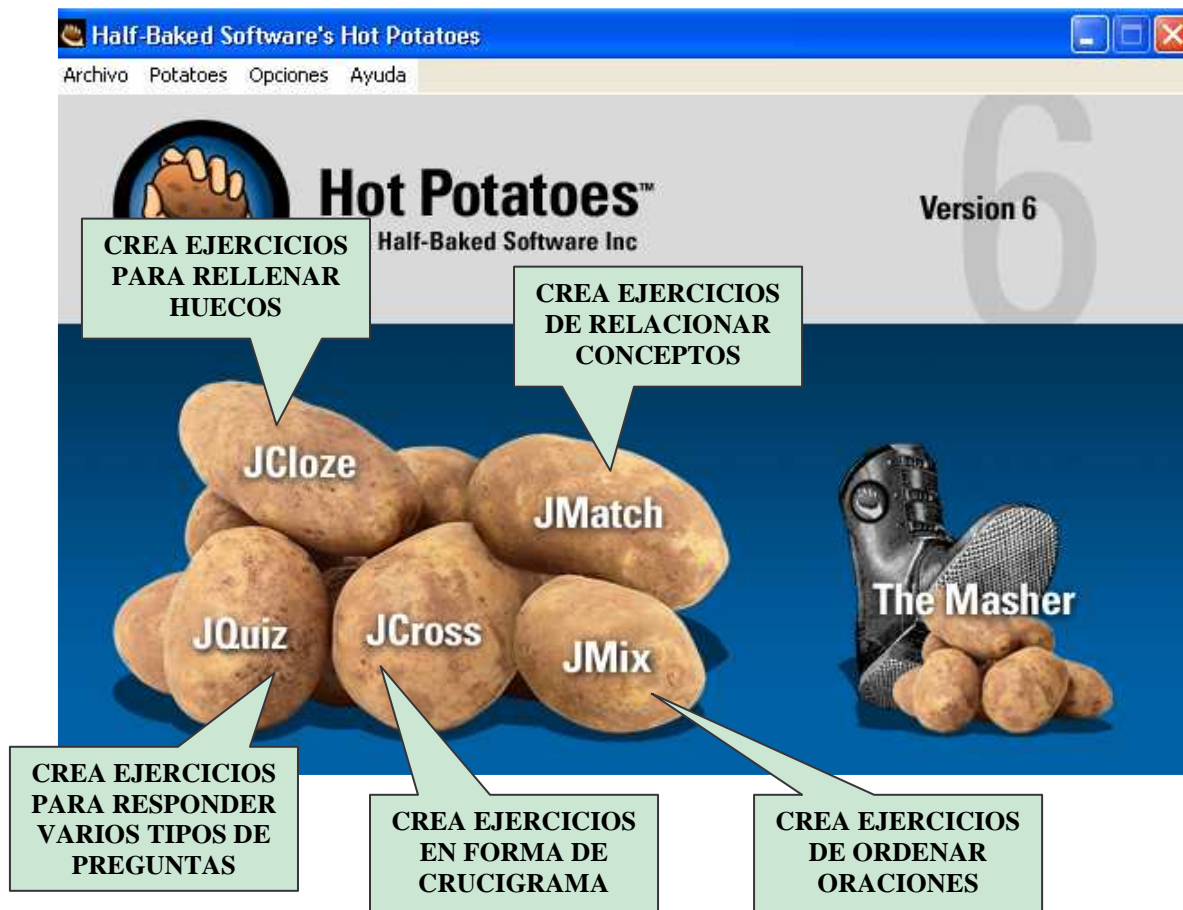 Half-Baked Software's Hot Potatoes
Archivo Potatoes Opciones Ayuda
Hot Potatoes™
Half-Baked Software Inc
Version 6
6
CREA EJERCICIOS
PARA RELLENAR
HUECOS
CREA EJERCICIOS
DE RELACIONAR
CONCEPTOS
JCloze
JMatch
The Masher
JQuiz
JCross
JMix
CREA EJERCICIOS
PARA RESPONDER
VARIOS TIPOS DE
PREGUNTAS
CREA EJERCICIOS
EN FORMA DE
CRUCIGRAMA
CREA EJERCICIOS
DE ORDENAR
ORACIONES